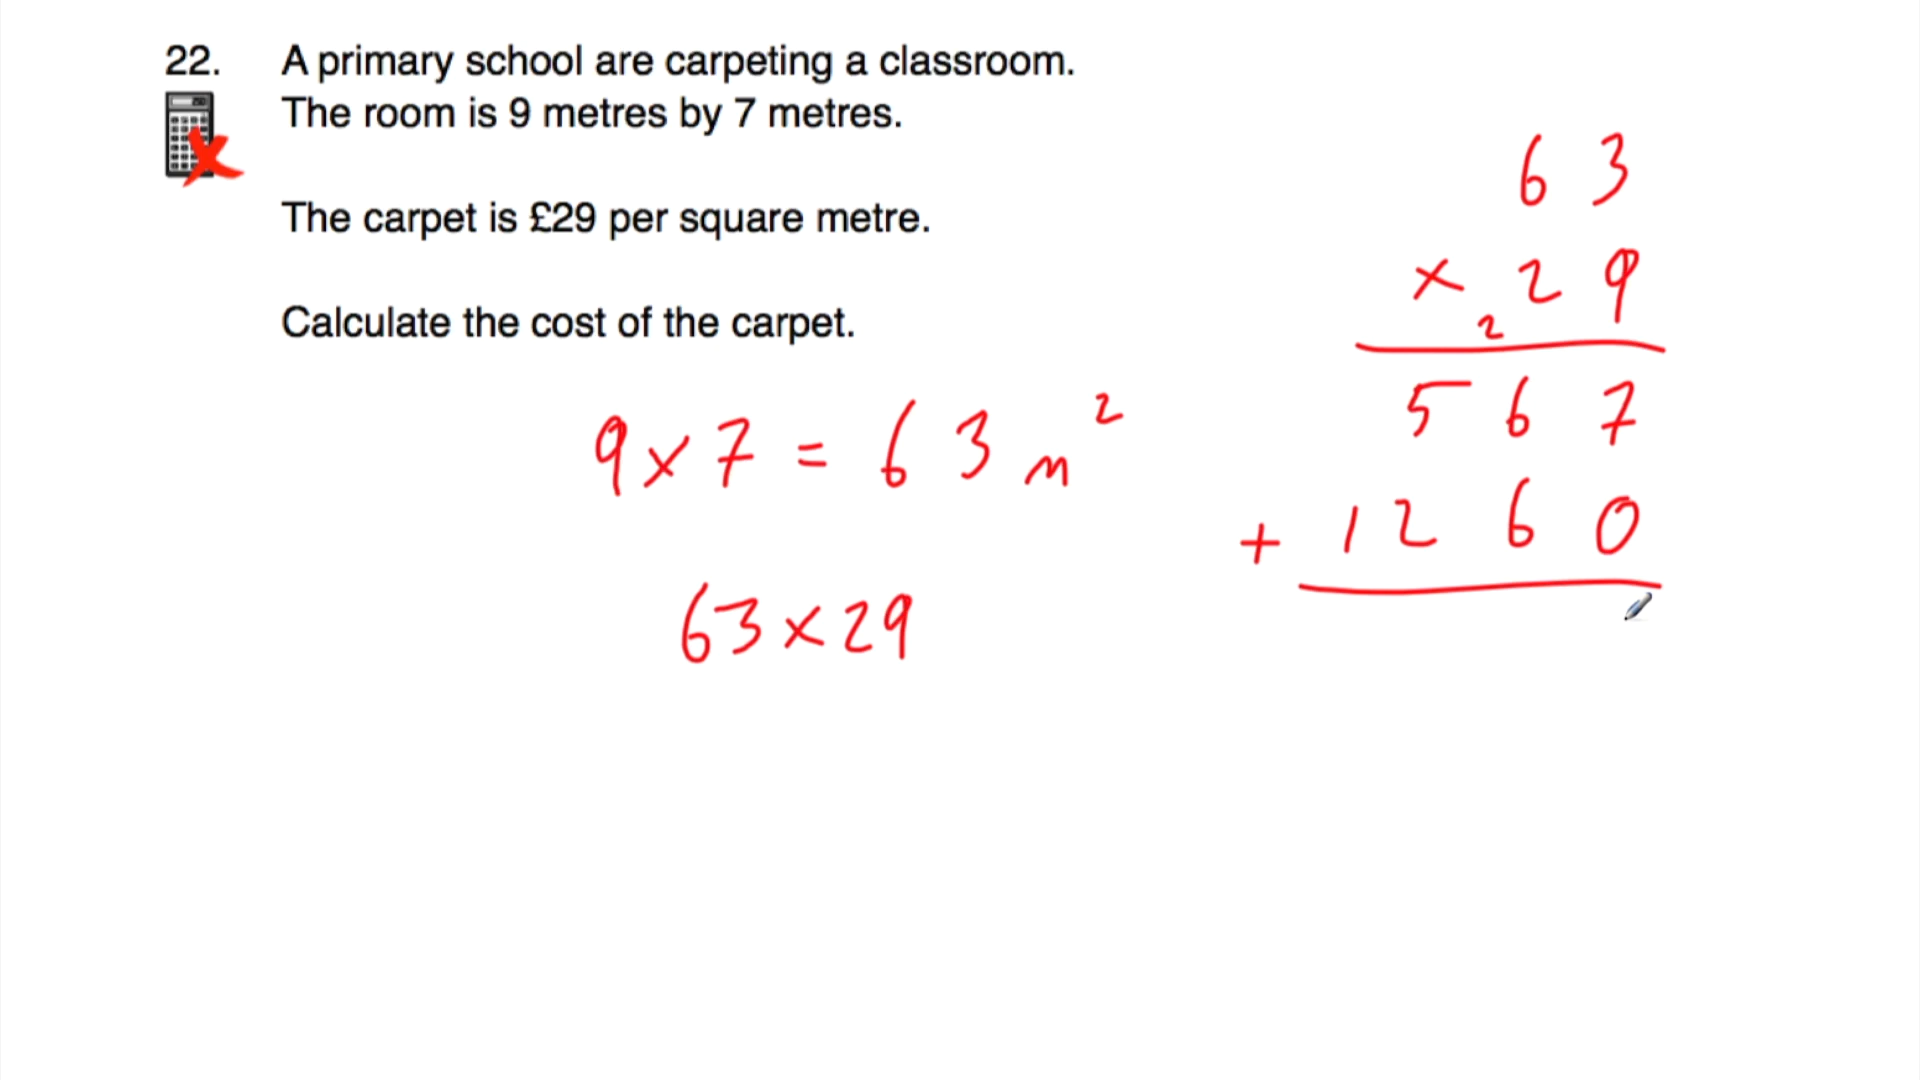 22. A primary school are carpeting a classroom.
The room is 9 metres by 7 metres.
The carpet is £29 per square metre.
Calculate the cost of the carpet.
9 × 7 = 63 m²
63 × 29
63
× 29
2
567
+ 1260